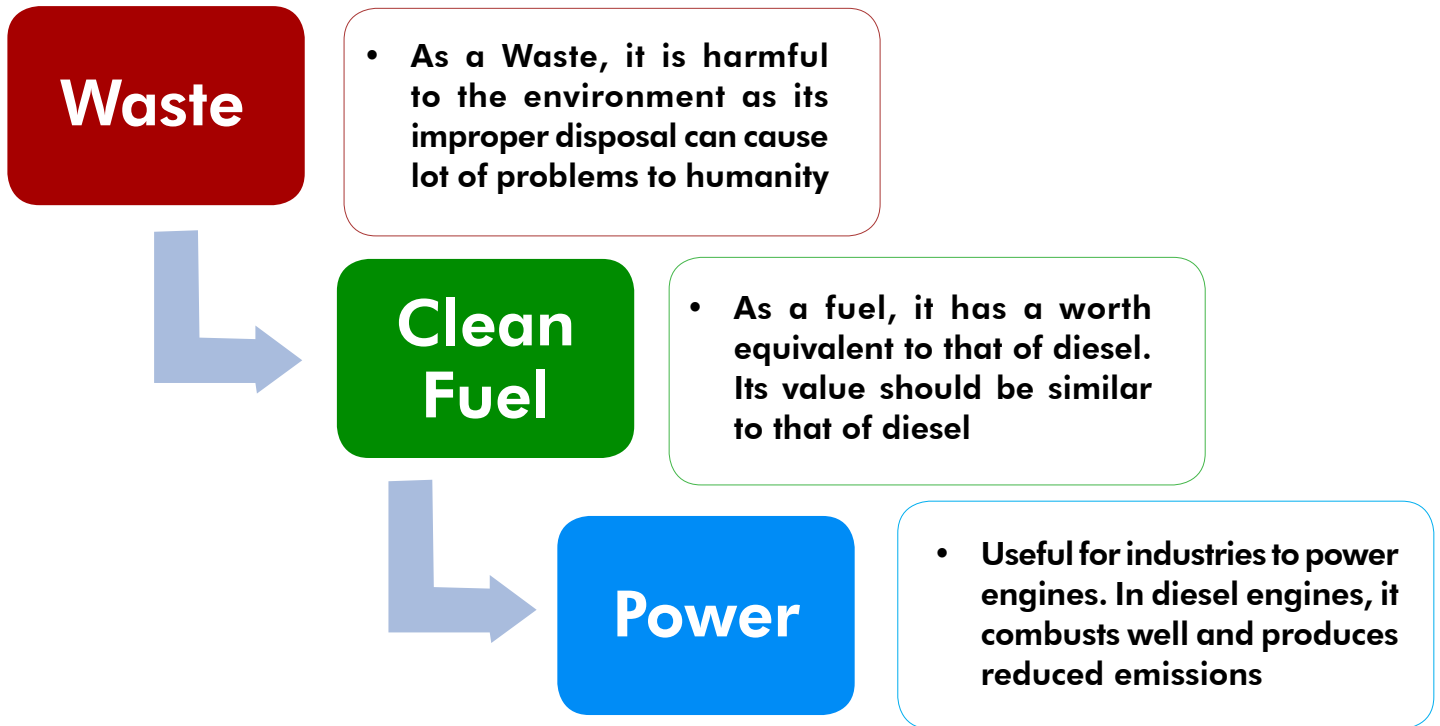 Waste
• As a Waste, it is harmful
to the environment as its
improper disposal can cause
lot of problems to humanity
Clean
Fuel
• As a fuel, it has a worth
equivalent to that of diesel.
Its value should be similar
to that of diesel
Power
• Useful for industries to power
engines. In diesel engines, it
combusts well and produces
reduced emissions